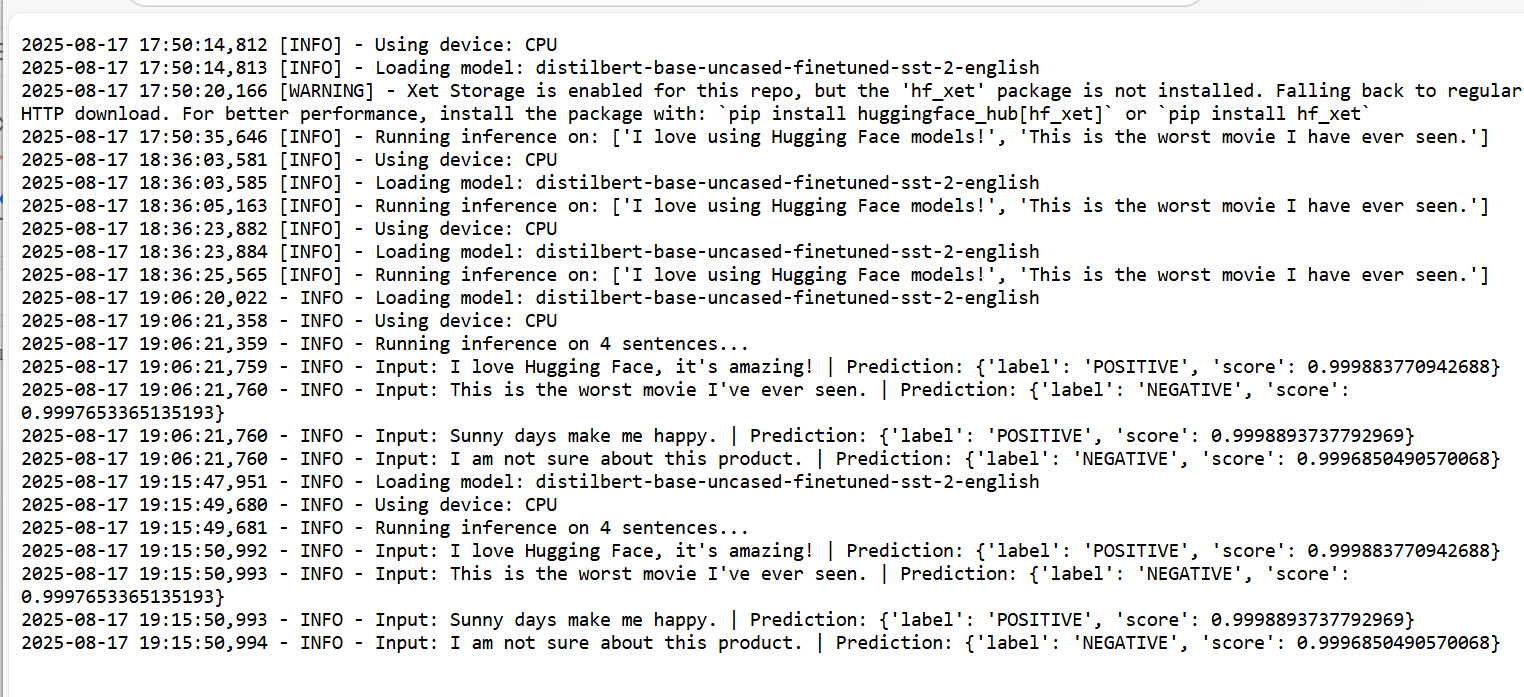 2025-08-17 17:50:14,812 [INFO] - Using device: CPU
2025-08-17 17:50:14,813 [INFO] - Loading model: distilbert-base-uncased-finetuned-sst-2-english
2025-08-17 17:50:20,166 [WARNING] - Xet Storage is enabled for this repo, but the 'hf_xet' package is not installed. Falling back to regular
HTTP download. For better performance, install the package with: `pip install huggingface_hub[hf_xet]` or `pip install hf_xet`
2025-08-17 17:50:35,646 [INFO] - Running inference on: ['I love using Hugging Face models!', 'This is the worst movie I have ever seen.']
2025-08-17 18:36:03,581 [INFO] - Using device: CPU
2025-08-17 18:36:03,585 [INFO] - Loading model: distilbert-base-uncased-finetuned-sst-2-english
2025-08-17 18:36:05,163 [INFO] - Running inference on: ['I love using Hugging Face models!', 'This is the worst movie I have ever seen.']
2025-08-17 18:36:23,882 [INFO] - Using device: CPU
2025-08-17 18:36:23,884 [INFO] - Loading model: distilbert-base-uncased-finetuned-sst-2-english
2025-08-17 18:36:25,565 [INFO] - Running inference on: ['I love using Hugging Face models!', 'This is the worst movie I have ever seen.']
2025-08-17 19:06:20,022 - INFO - Loading model: distilbert-base-uncased-finetuned-sst-2-english
2025-08-17 19:06:21,358 - INFO - Using device: CPU
2025-08-17 19:06:21,359 - INFO - Running inference on 4 sentences...
2025-08-17 19:06:21,759 - INFO - Input: I love Hugging Face, it's amazing! | Prediction: {'label': 'POSITIVE', 'score': 0.999883770942688}
2025-08-17 19:06:21,760 - INFO - Input: This is the worst movie I've ever seen. | Prediction: {'label': 'NEGATIVE', 'score':
0.9997653365135193}
2025-08-17 19:06:21,760 - INFO - Input: Sunny days make me happy. | Prediction: {'label': 'POSITIVE', 'score': 0.9998893737792969}
2025-08-17 19:06:21,760 - INFO - Input: I am not sure about this product. | Prediction: {'label': 'NEGATIVE', 'score': 0.9996850490570068}
2025-08-17 19:15:47,951 - INFO - Loading model: distilbert-base-uncased-finetuned-sst-2-english
2025-08-17 19:15:49,680 - INFO - Using device: CPU
2025-08-17 19:15:49,681 - INFO - Running inference on 4 sentences...
2025-08-17 19:15:50,992 - INFO - Input: I love Hugging Face, it's amazing! | Prediction: {'label': 'POSITIVE', 'score': 0.999883770942688}
2025-08-17 19:15:50,993 - INFO - Input: This is the worst movie I've ever seen. | Prediction: {'label': 'NEGATIVE', 'score':
0.9997653365135193}
2025-08-17 19:15:50,993 - INFO - Input: Sunny days make me happy. | Prediction: {'label': 'POSITIVE', 'score': 0.9998893737792969}
2025-08-17 19:15:50,994 - INFO - Input: I am not sure about this product. | Prediction: {'label': 'NEGATIVE', 'score': 0.9996850490570068}